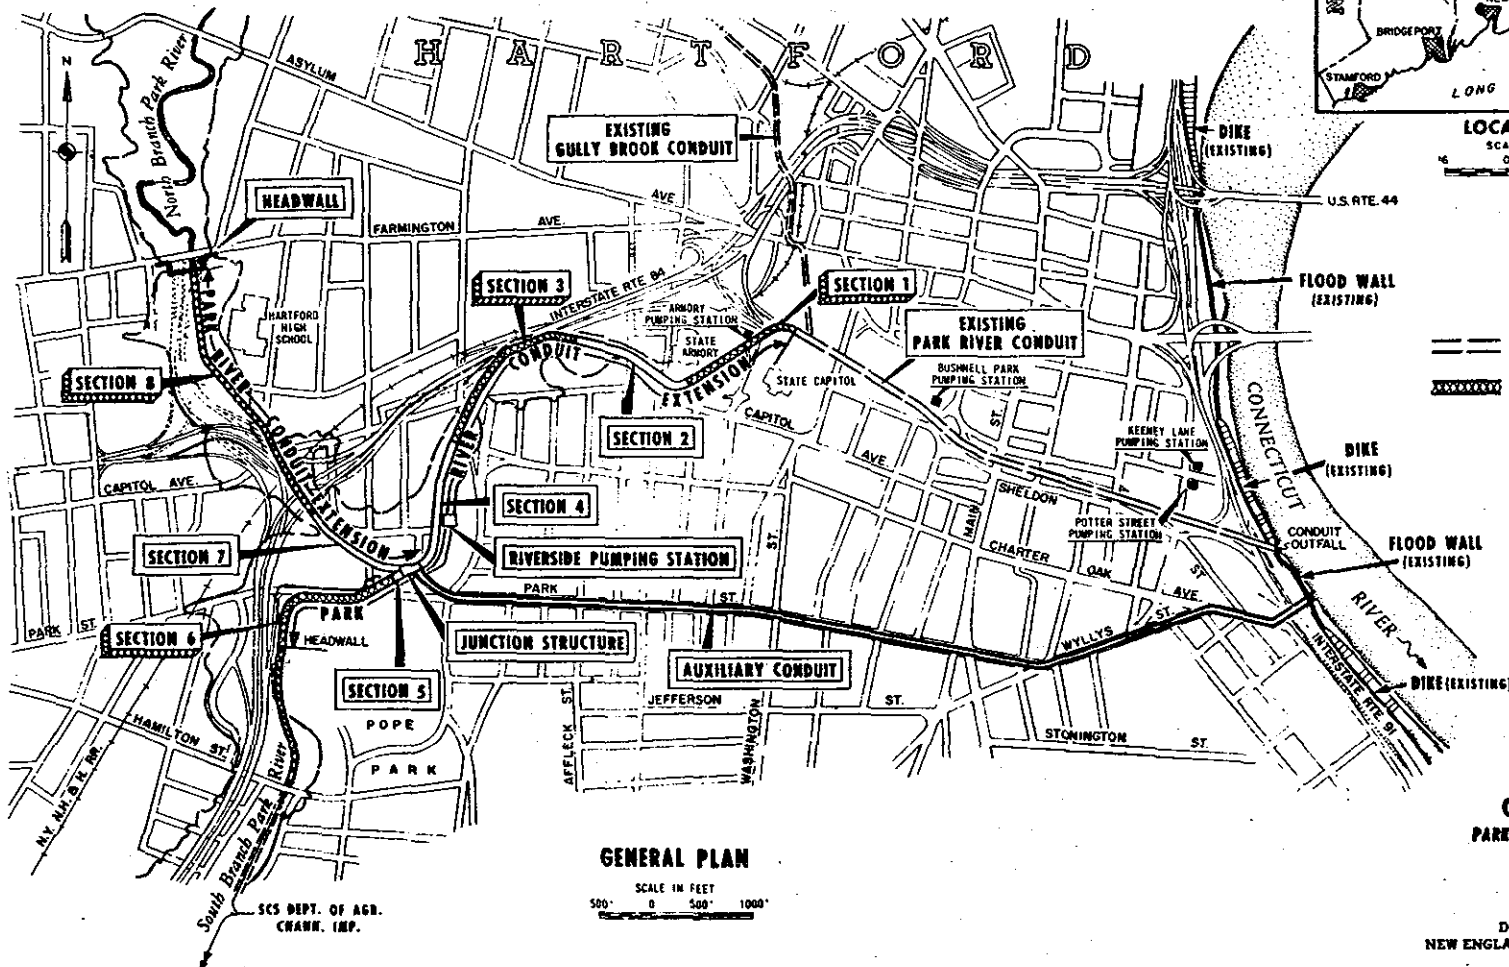 HARTFORD
N
North Branch Park River
ASYLUM
EXISTING
GULLY BROOK CONDUIT
AVE
HEADWALL
FARMINGTON AVE.
DIKE
(EXISTING)
U.S. RTE. 44
BRIDGEPORT
STAMFORD
LONG
SECTION 3
INTERSTATE RTE. 84
SECTION 1
FLOOD WALL
(EXISTING)
ARMORY
PUMPING STATION
STATE
ARMORY
EXISTING
PARK RIVER CONDUIT
HARTFORD
HIGH
SCHOOL
PARK RIVER CONDUIT EXTENSION
PARK RIVER CONDUIT EXTENSION
SECTION 8
STATE CAPITOL
BUSHNELL PARK
PUMPING STATION
SECTION 2
CAPITOL AVE.
KEENEY LANE
PUMPING STATION
CONNECTICUT RIVER
DIKE
(EXISTING)
CAPITOL AVE.
SECTION 4
SHELDON ST
MAIN ST.
POTTER STREET
PUMPING STATION
CONDUIT
OUTFALL
FLOOD WALL
(EXISTING)
SECTION 7
RIVERSIDE PUMPING STATION
CHARTER OAK AVE.
PARK ST.
PARK
PARK ST.
SECTION 6
HEADWALL
JUNCTION STRUCTURE
AUXILIARY CONDUIT
WYLLYS ST.
INTERSTATE RTE. 91
DIKE (EXISTING)
SECTION 5
POPE
PARK
JEFFERSON ST.
AFFLECK ST.
WASHINGTON ST.
STONINGTON ST.
HAMILTON ST.
N.Y. N.H. & H. RR.
South Branch Park River
SCS DEPT. OF AGR.
CHANN. IMP.
GENERAL PLAN
SCALE IN FEET
500' 0 500' 1000'
LOCA
SCA
PARK
NEW ENGLA